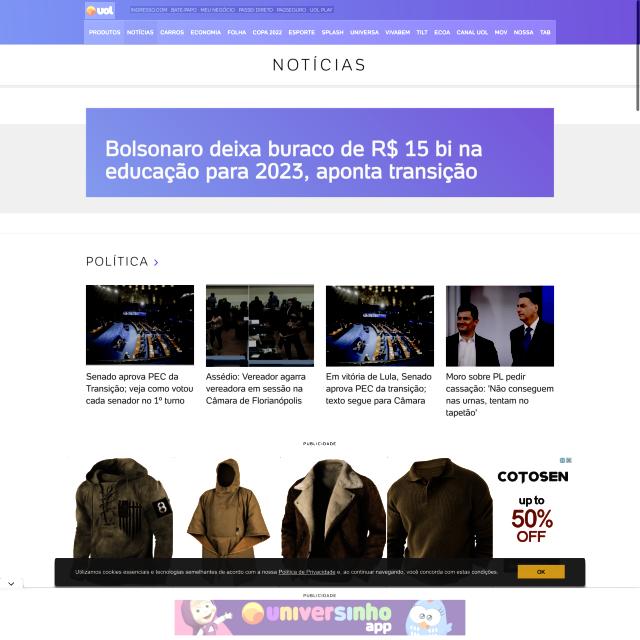 uol
INGRESSO.COM BATE-PAPO MEU NEGÓCIO PASSEI DIRETO PAGSEGURO UOL PLAY
PRODUTOS NOTÍCIAS CARROS ECONOMIA FOLHA COPA 2022 ESPORTE SPLASH UNIVERSA VIVABEM TILT ECOA CANAL UOL MOV NOSSA TAB
NOTÍCIAS
Bolsonaro deixa buraco de R$ 15 bi na
educação para 2023, aponta transição
POLÍTICA
Senado aprova PEC da
Transição; veja como votou
cada senador no 1º turno
Assédio: Vereador agarra
vereadora em sessão na
Câmara de Florianópolis
Em vitória de Lula, Senado
aprova PEC da transição;
texto segue para Câmara
Moro sobre PL pedir
cassação: 'Não conseguem
nas urnas, tentam no
tapetão'
PUBLICIDADE
COTOSEN
up to
50%
OFF
Utilizamos cookies essenciais e tecnologias semelhantes de acordo com a nossa Política de Privacidade e, ao continuar navegando, você concorda com estas condições.
OK
PUBLICIDADE
universinho
app